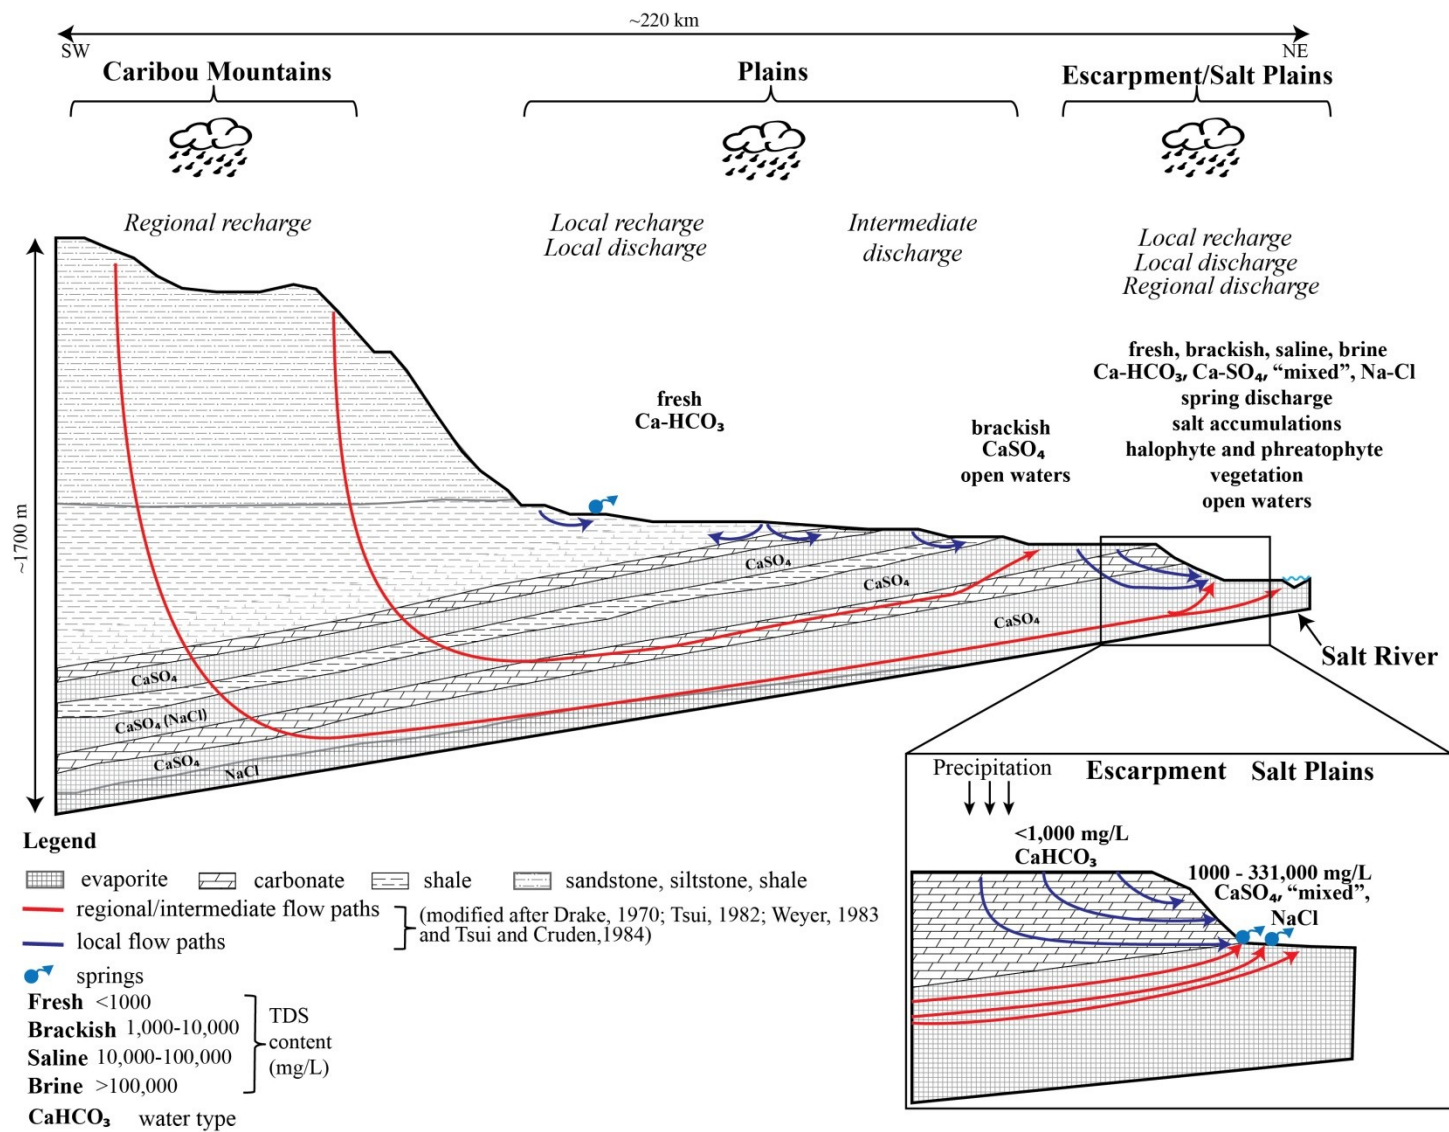 ~220 km
SW
NE
Caribou Mountains
Plains
Escarpment/Salt Plains
Regional recharge
Local recharge
Local discharge
Intermediate
discharge
Local recharge
Local discharge
Regional discharge
fresh, brackish, saline, brine
Ca-HCO₃, Ca-SO₄, “mixed”, Na-Cl
spring discharge
salt accumulations
halophyte and phreatophyte
vegetation
open waters
fresh
Ca-HCO₃
brackish
CaSO₄
open waters
~1700 m
CaSO₄
CaSO₄
CaSO₄
CaSO₄
CaSO₄ (NaCl)
CaSO₄
NaCl
Salt River
Precipitation
Escarpment
Salt Plains
<1,000 mg/L
CaHCO₃
1000 - 331,000 mg/L
CaSO₄, “mixed”,
NaCl
Legend
evaporite
carbonate
shale
sandstone, siltstone, shale
regional/intermediate flow paths
local flow paths
(modified after Drake, 1970; Tsui, 1982; Weyer, 1983
and Tsui and Cruden,1984)
springs
Fresh <1000
Brackish 1,000-10,000
Saline 10,000-100,000
Brine >100,000
TDS
content
(mg/L)
CaHCO₃ water type